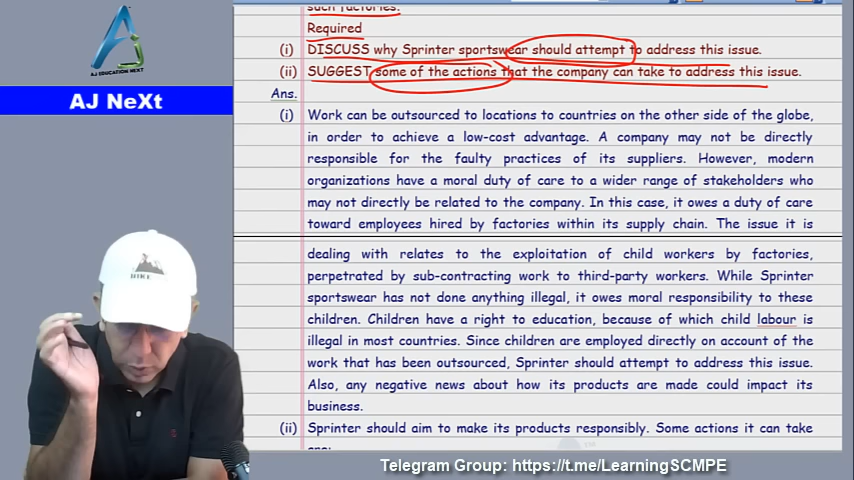 such factories.
Required
(i) DISCUSS why Sprinter sportswear should attempt to address this issue.
(ii) SUGGEST some of the actions that the company can take to address this issue.
Ans.
(i) Work can be outsourced to locations to countries on the other side of the globe,
in order to achieve a low-cost advantage. A company may not be directly
responsible for the faulty practices of its suppliers. However, modern
organizations have a moral duty of care to a wider range of stakeholders who
may not directly be related to the company. In this case, it owes a duty of care
toward employees hired by factories within its supply chain. The issue it is
dealing with relates to the exploitation of child workers by factories,
perpetrated by sub-contracting work to third-party workers. While Sprinter
sportswear has not done anything illegal, it owes moral responsibility to these
children. Children have a right to education, because of which child labour is
illegal in most countries. Since children are employed directly on account of the
work that has been outsourced, Sprinter should attempt to address this issue.
Also, any negative news about how its products are made could impact its
business.
(ii) Sprinter should aim to make its products responsibly. Some actions it can take
AJ EDUCATION NEXT
AJ NeXt
Telegram Group: https://t.me/LearningSCMPE